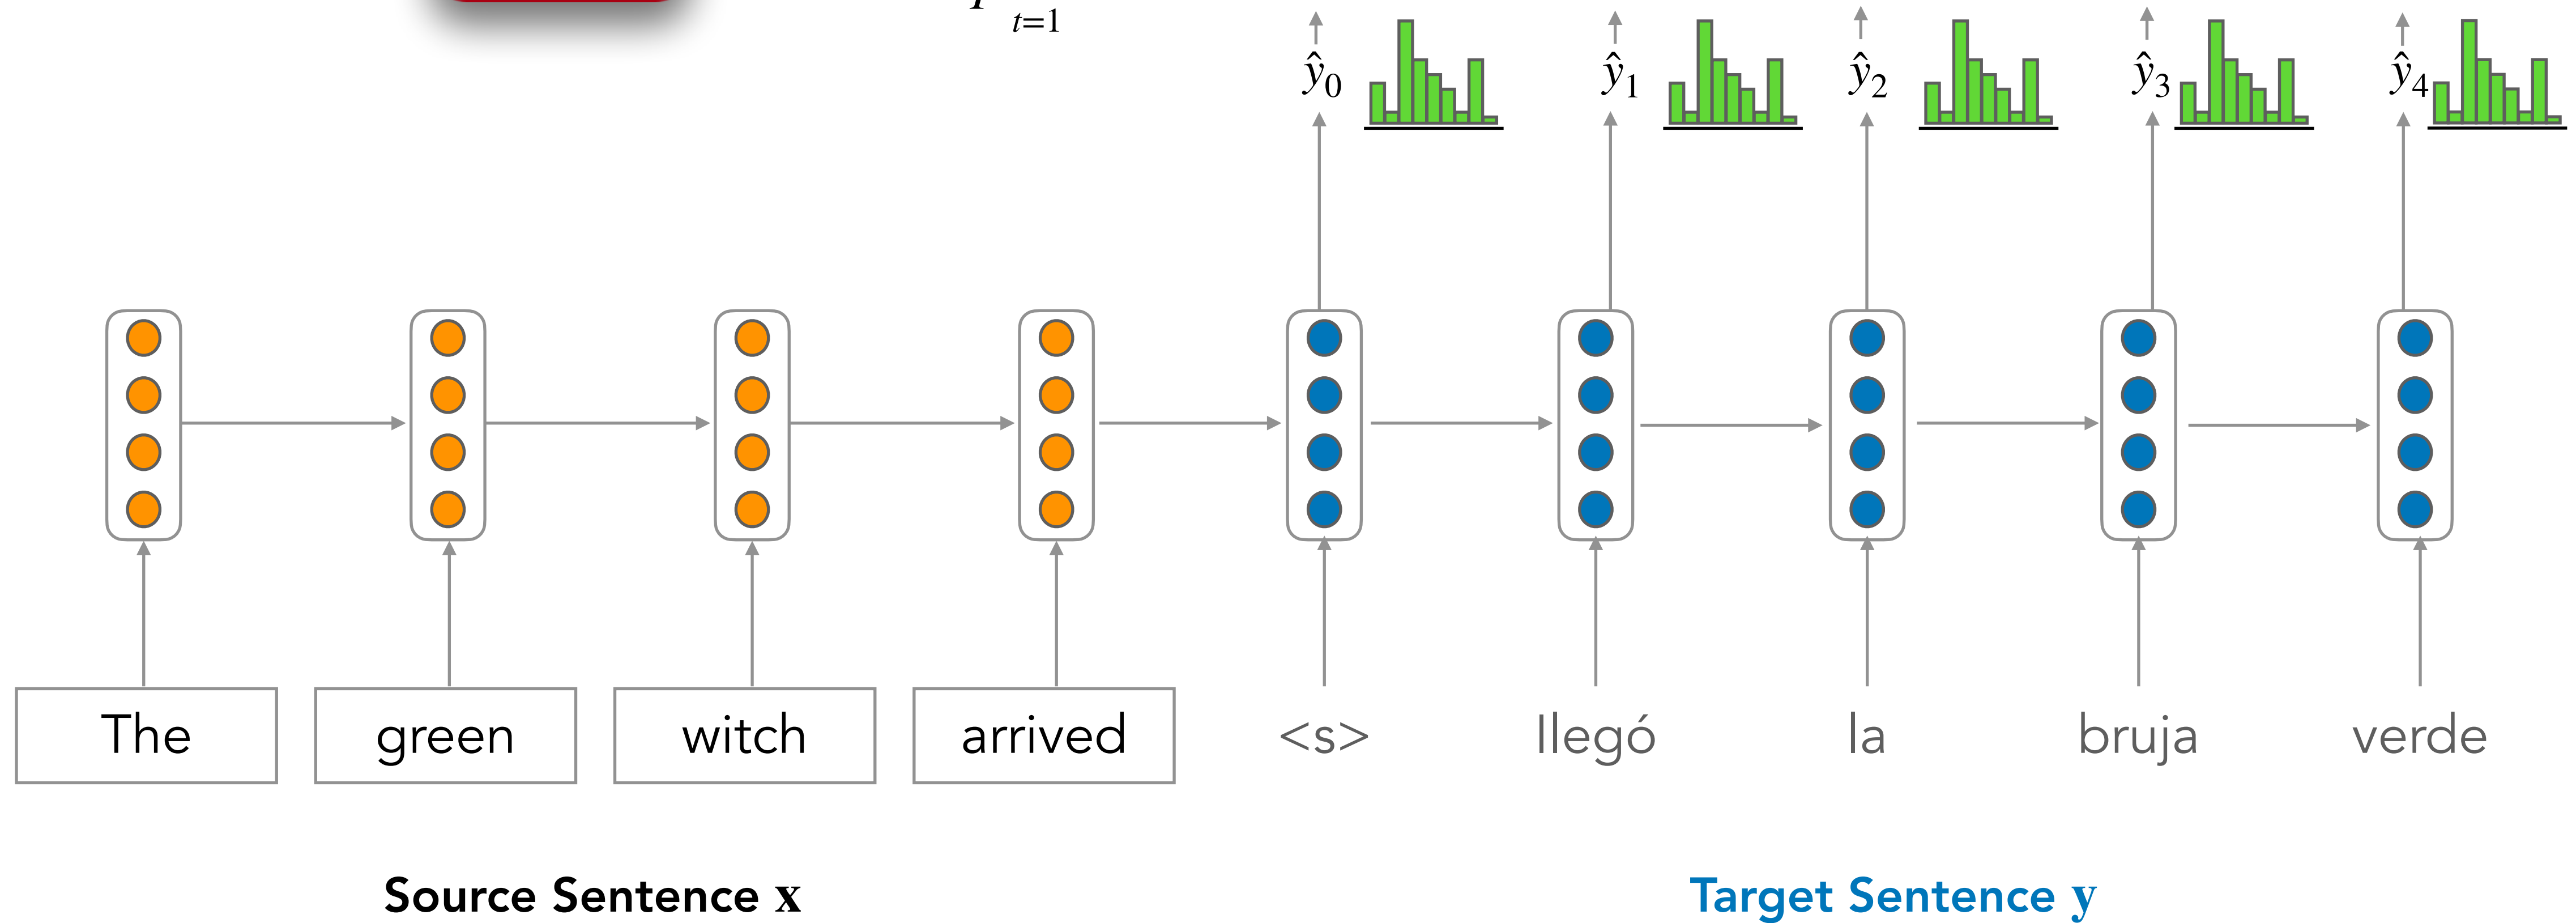 t=1
ŷ0 ŷ1 ŷ2 ŷ3 ŷ4
The green witch arrived <s> llegó la bruja verde
Source Sentence x Target Sentence y